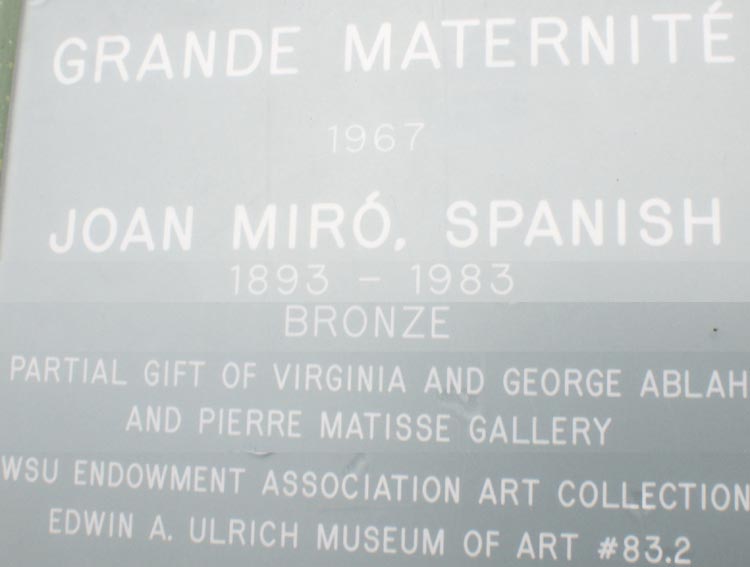 GRANDE MATERNITÉ
1967
JOAN MIRÓ, SPANISH
1893 – 1983
BRONZE
PARTIAL GIFT OF VIRGINIA AND GEORGE ABLAH
AND PIERRE MATISSE GALLERY
WSU ENDOWMENT ASSOCIATION ART COLLECTION
EDWIN A. ULRICH MUSEUM OF ART #83.2